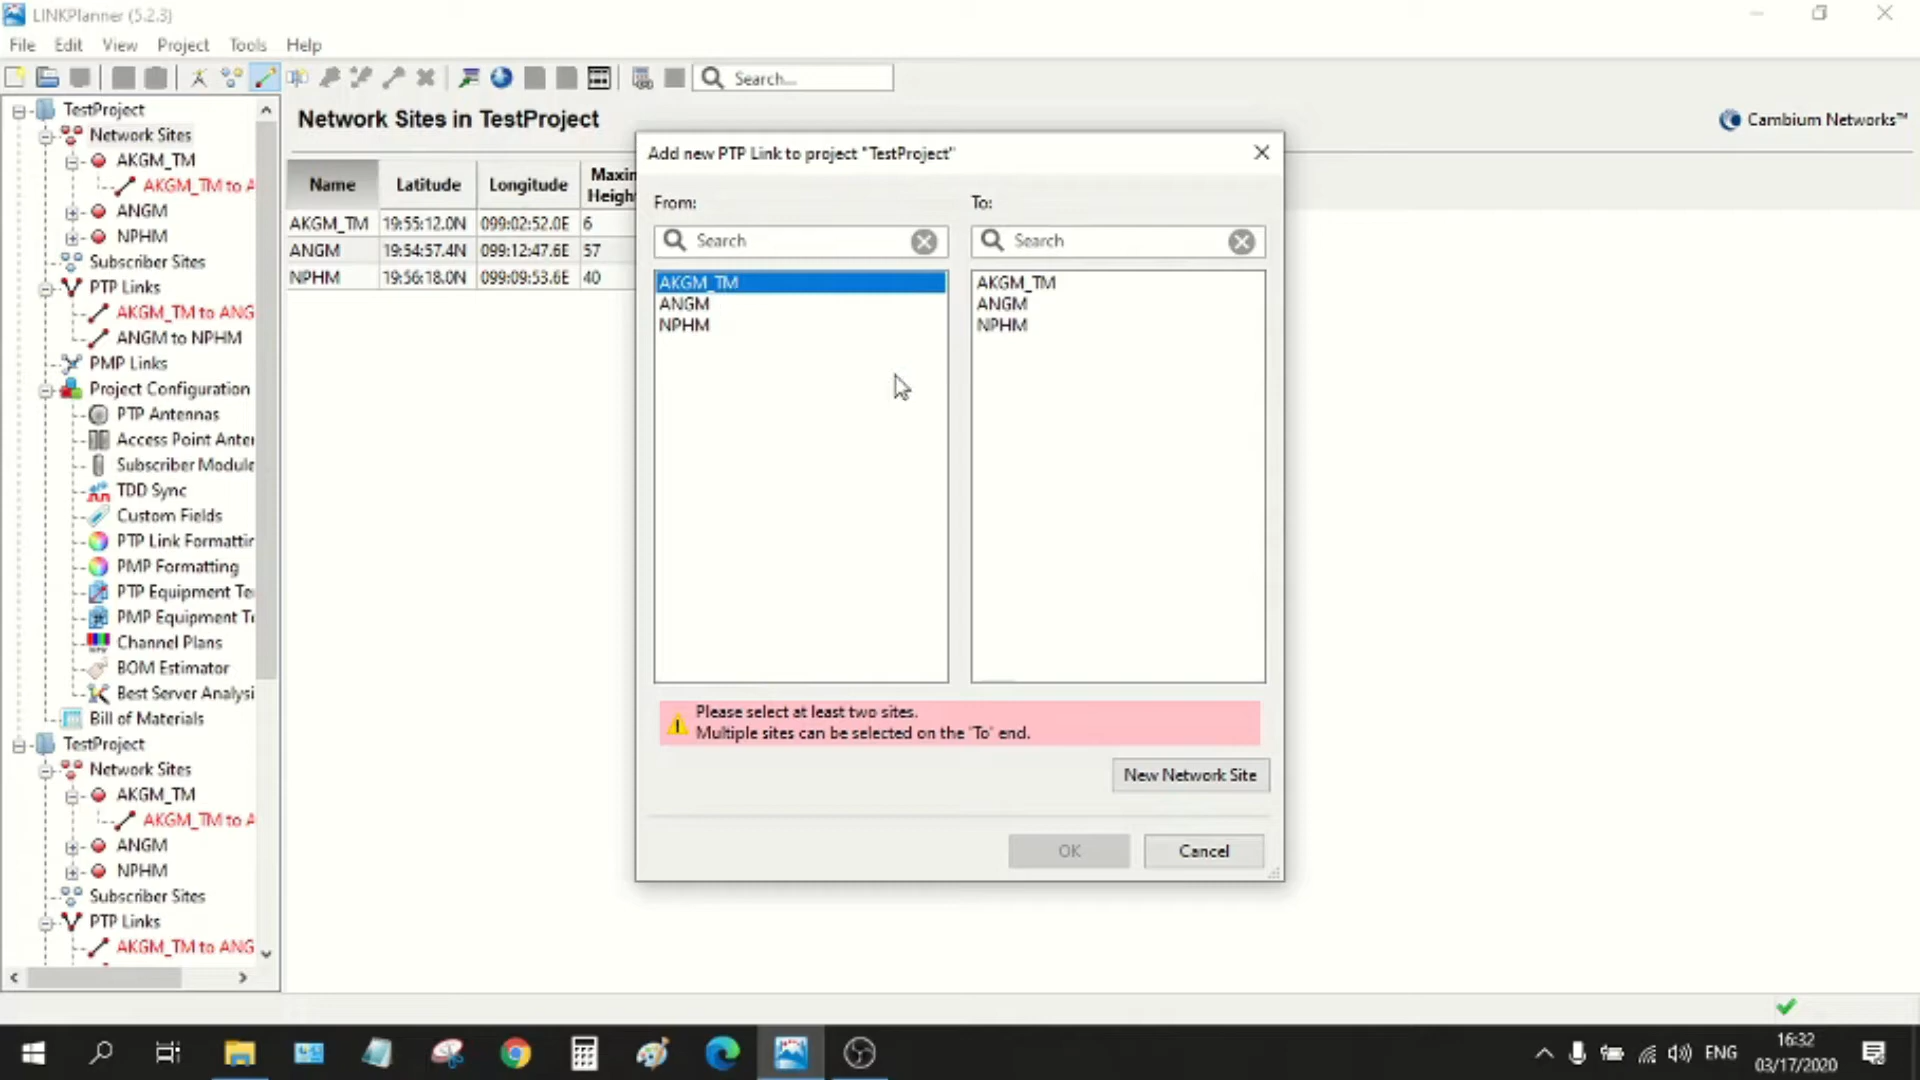 LINKPlanner (5.2.3)
File Edit View Project Tools Help
Search...
TestProject
Network Sites
AKGM_TM
AKGM_TM to A
ANGM
NPHM
Subscriber Sites
PTP Links
AKGM_TM to ANG
ANGM to NPHM
PMP Links
Project Configuration
PTP Antennas
Access Point Anter
Subscriber Module
TDD Sync
Custom Fields
PTP Link Formattir
PMP Formatting
PTP Equipment Te
PMP Equipment T
Channel Plans
BOM Estimator
Best Server Analysi
Bill of Materials
TestProject
Network Sites
AKGM_TM
AKGM_TM to A
ANGM
NPHM
Subscriber Sites
PTP Links
AKGM_TM to ANG
Network Sites in TestProject
Cambium Networks™
Name Latitude Longitude Maxin
Heigh
AKGM_TM 19:55:12.0N 099:02:52.0E 6
ANGM 19:54:57.4N 099:12:47.6E 57
NPHM 19:56:18.0N 099:09:53.6E 40
Add new PTP Link to project "TestProject"
From:
Search
AKGM_TM
ANGM
NPHM
To:
Search
AKGM_TM
ANGM
NPHM
Please select at least two sites.
Multiple sites can be selected on the 'To' end.
New Network Site
OK Cancel
ENG
16:32
03/17/2020